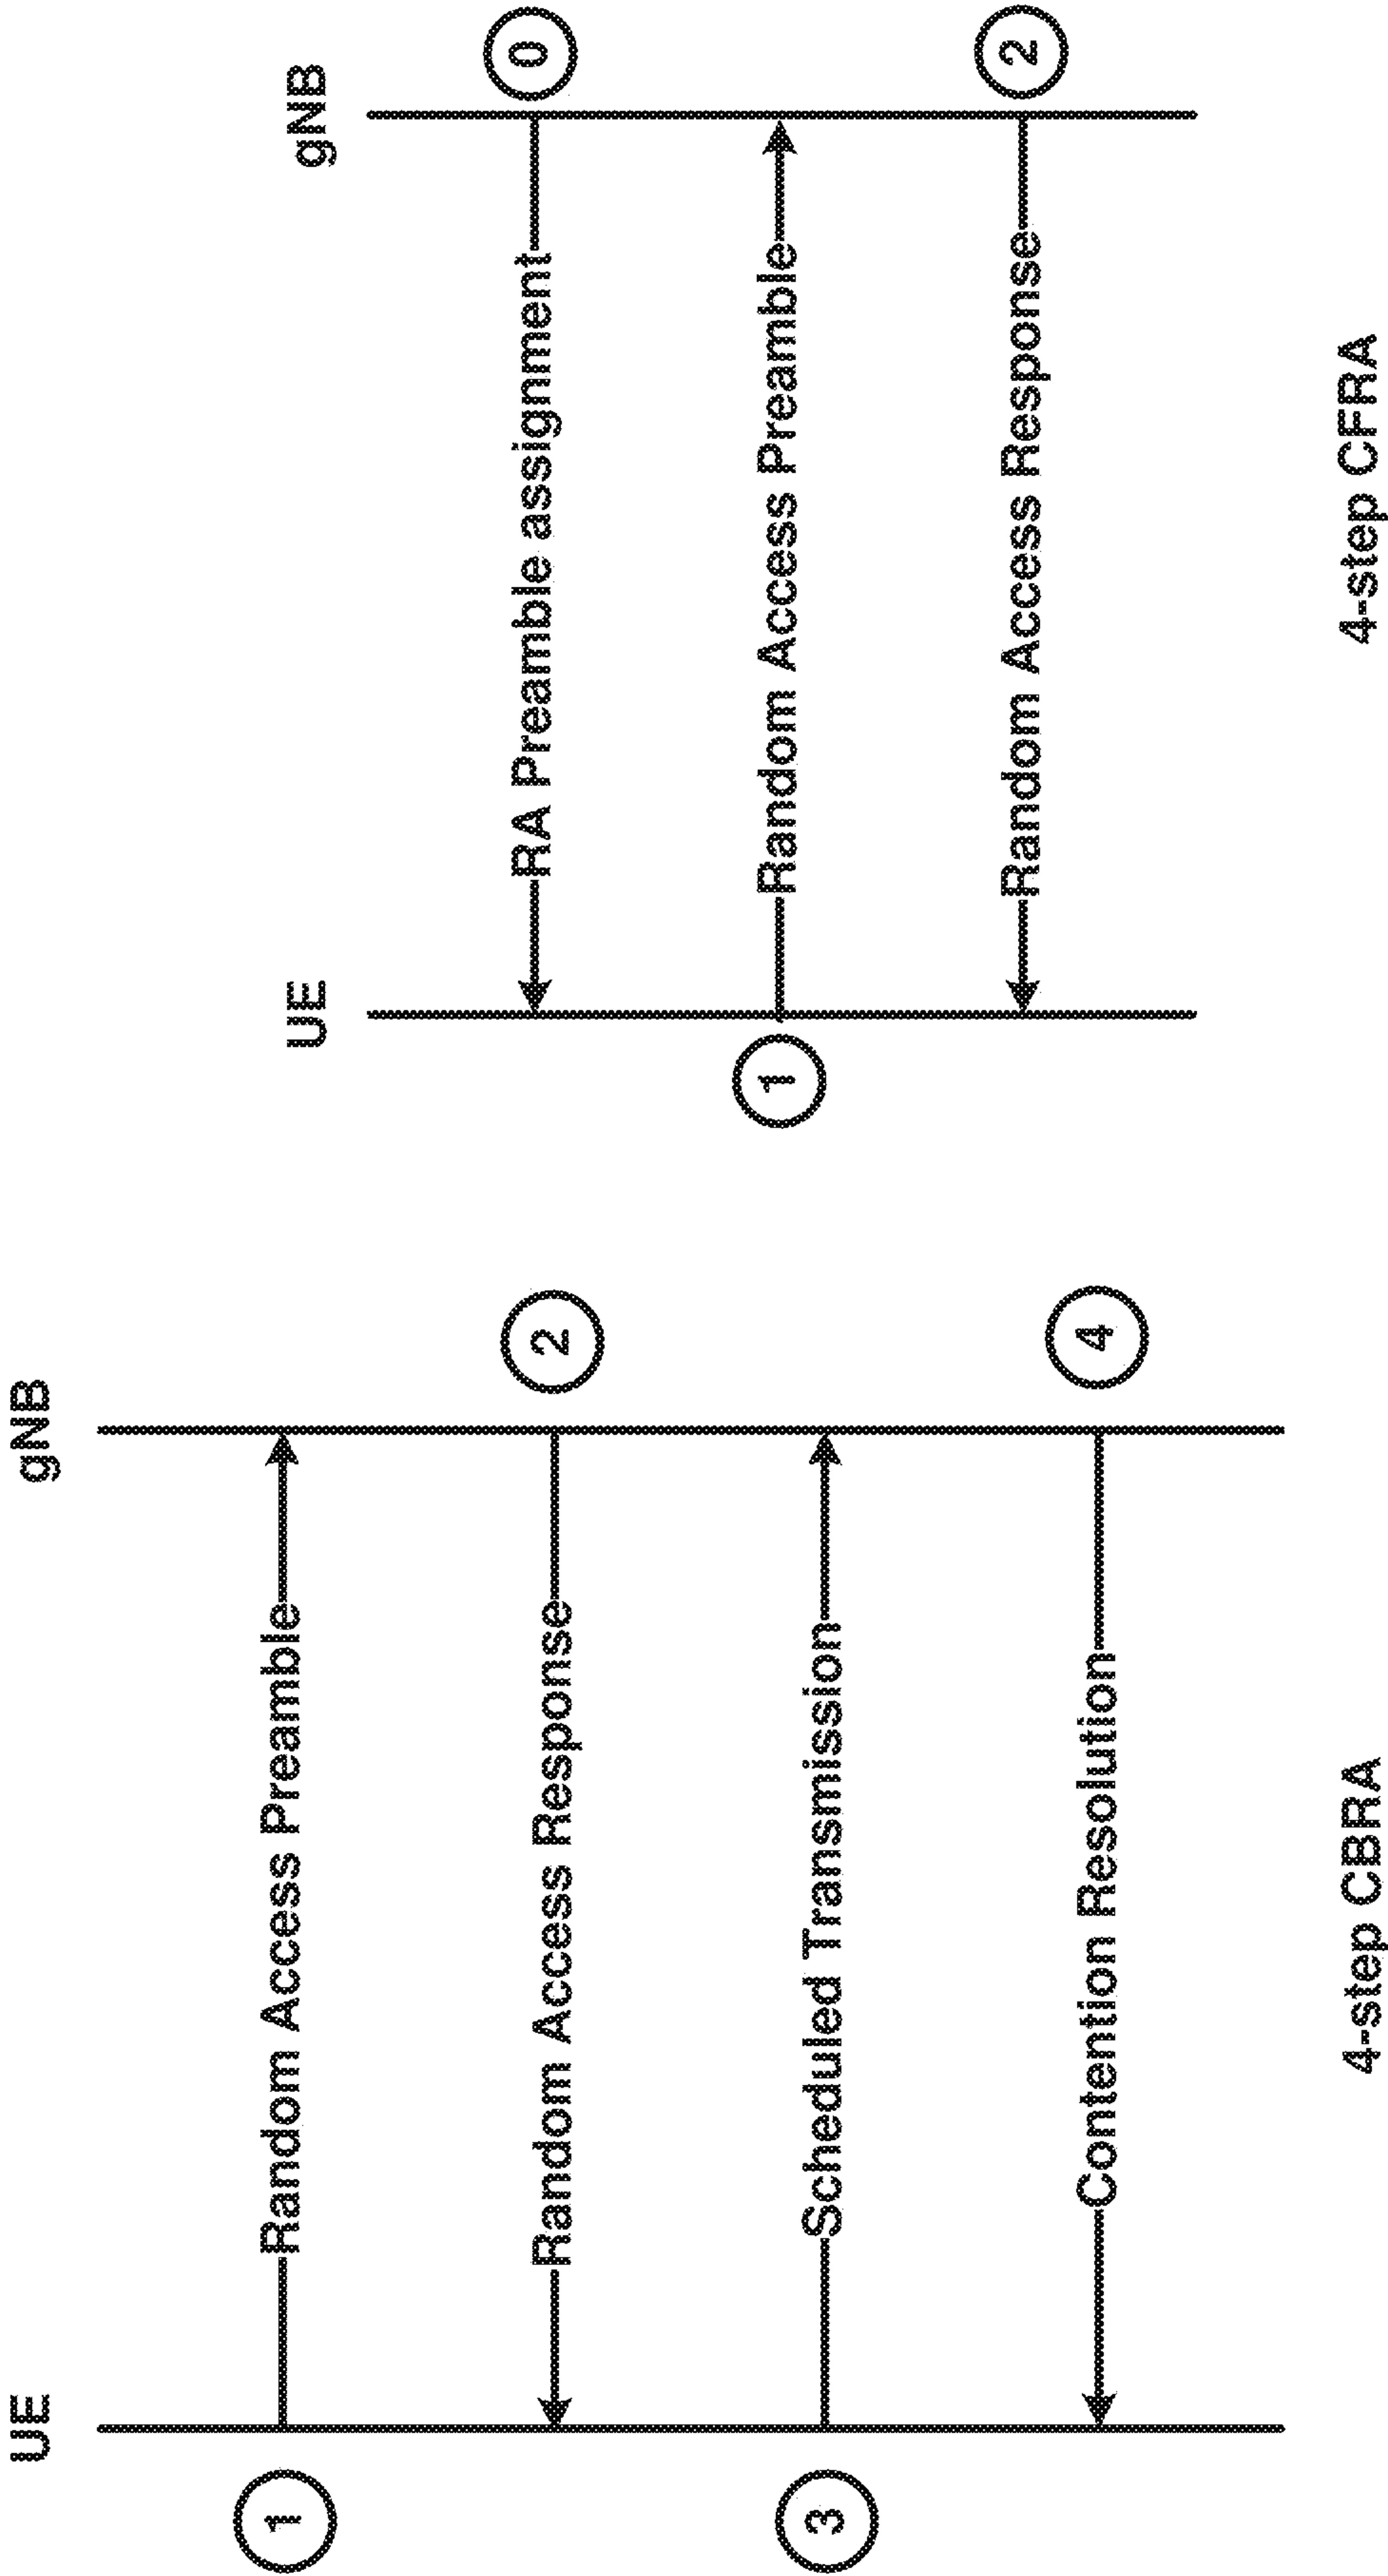 UE
gNB
1
Random Access Preamble
Random Access Response
2
3
Scheduled Transmission
Contention Resolution
4
4-step CBRA
UE
gNB
RA Preamble assignment
0
1
Random Access Preamble
Random Access Response
2
4-step CFRA